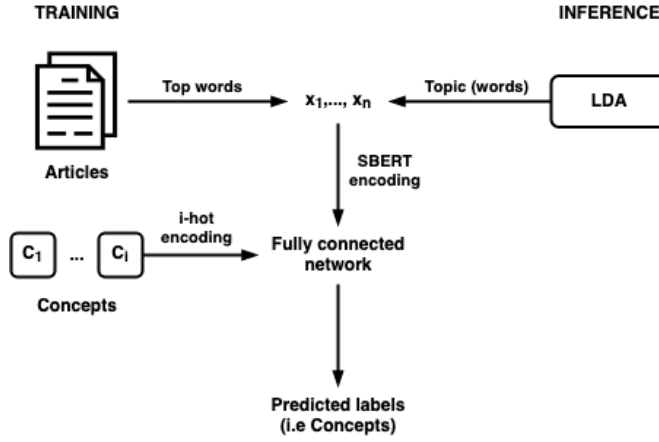 TRAINING
INFERENCE
Top words
x1,..., xn
Topic (words)
LDA
Articles
SBERT
encoding
i-hot
encoding
C1 ... Ci
Fully connected
network
Concepts
Predicted labels
(i.e Concepts)